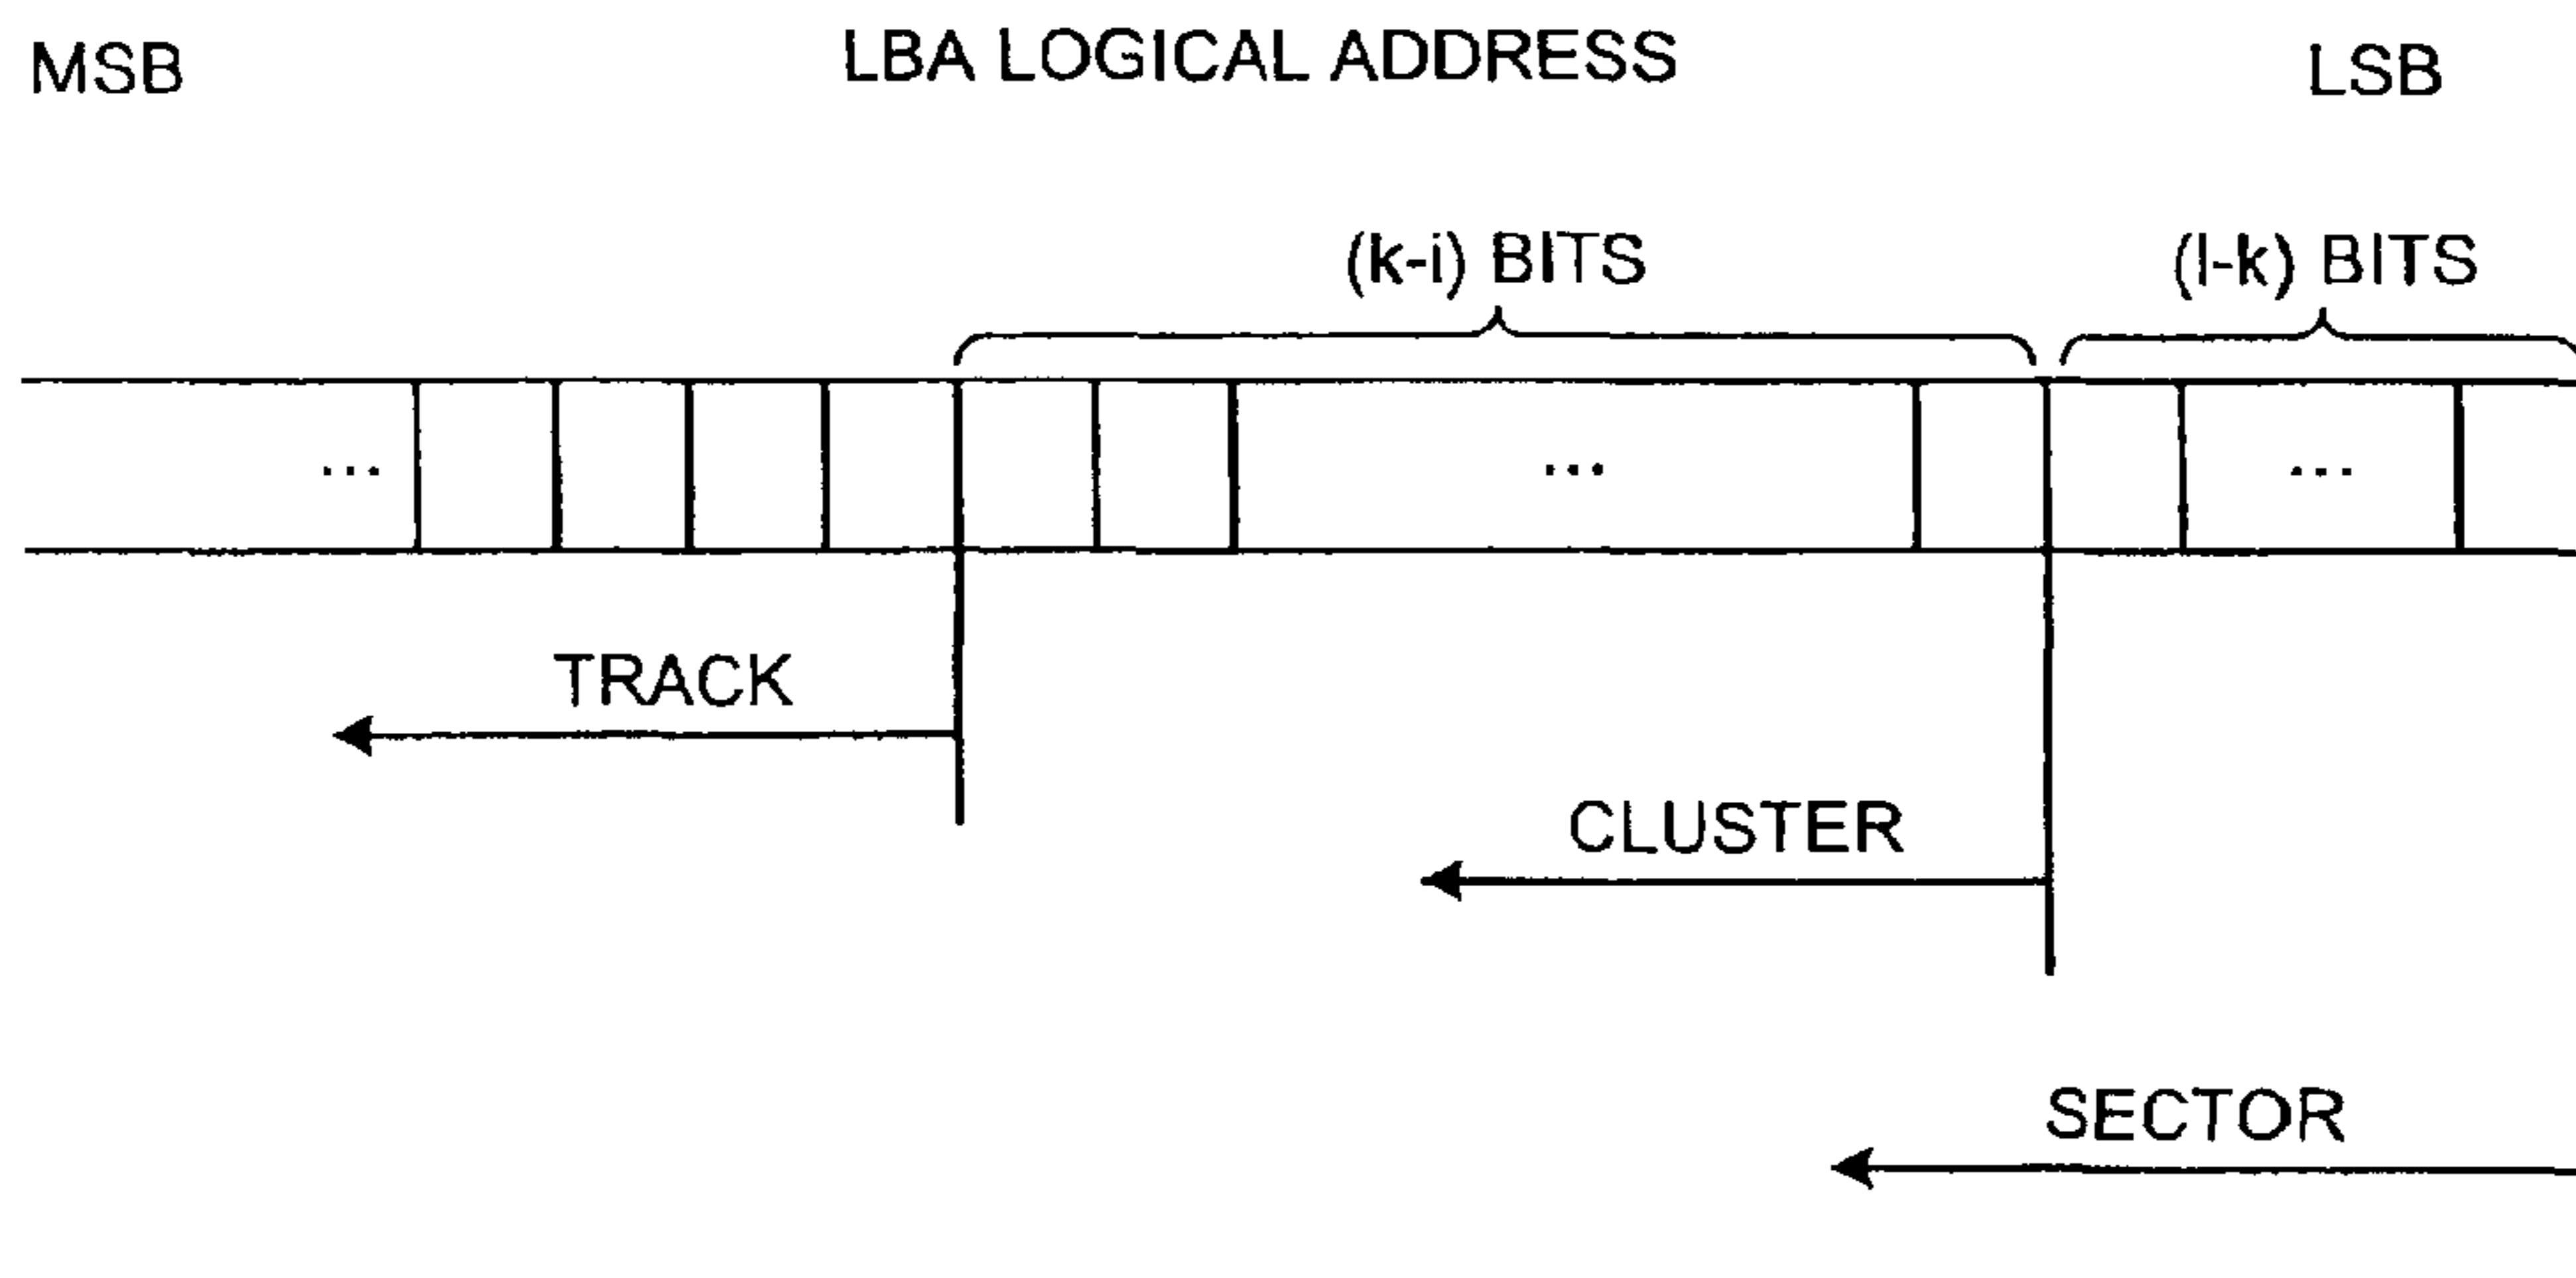 MSB LBA LOGICAL ADDRESS LSB
(k-i) BITS (l-k) BITS
... ... ...
TRACK
CLUSTER
SECTOR